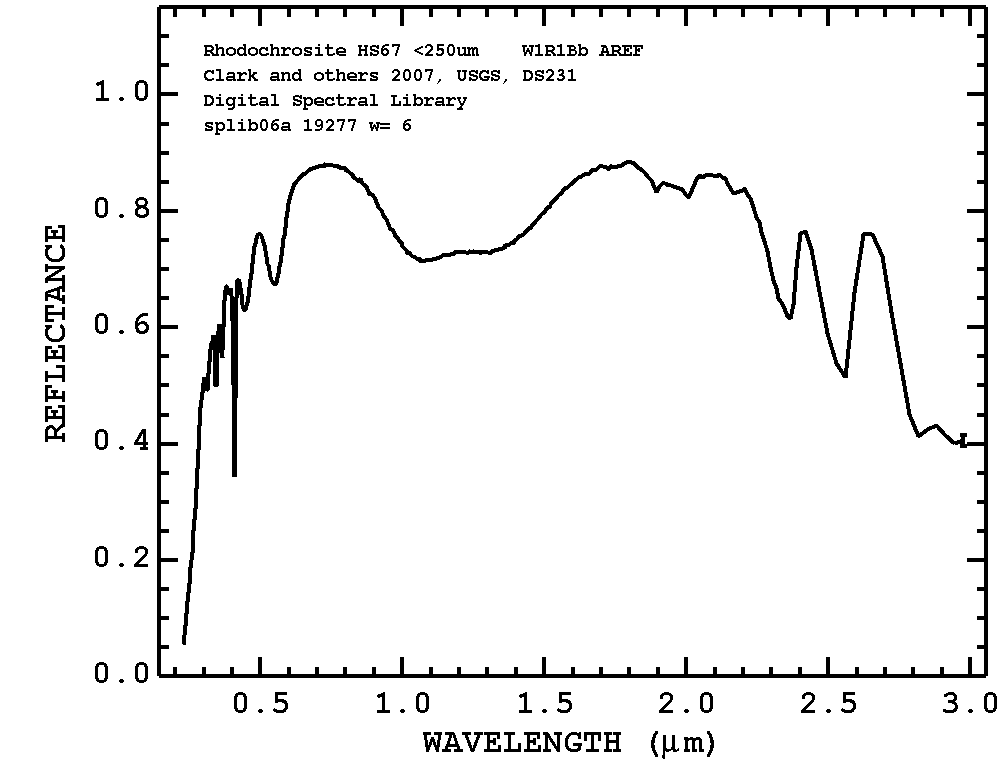 Rhodochrosite HS67 <250um W1R1Bb AREF
Clark and others 2007, USGS, DS231
Digital Spectral Library
splib06a 19277 w= 6
REFLECTANCE
1.0
0.8
0.6
0.4
0.2
0.0
0.5 1.0 1.5 2.0 2.5 3.0
WAVELENGTH (μm)